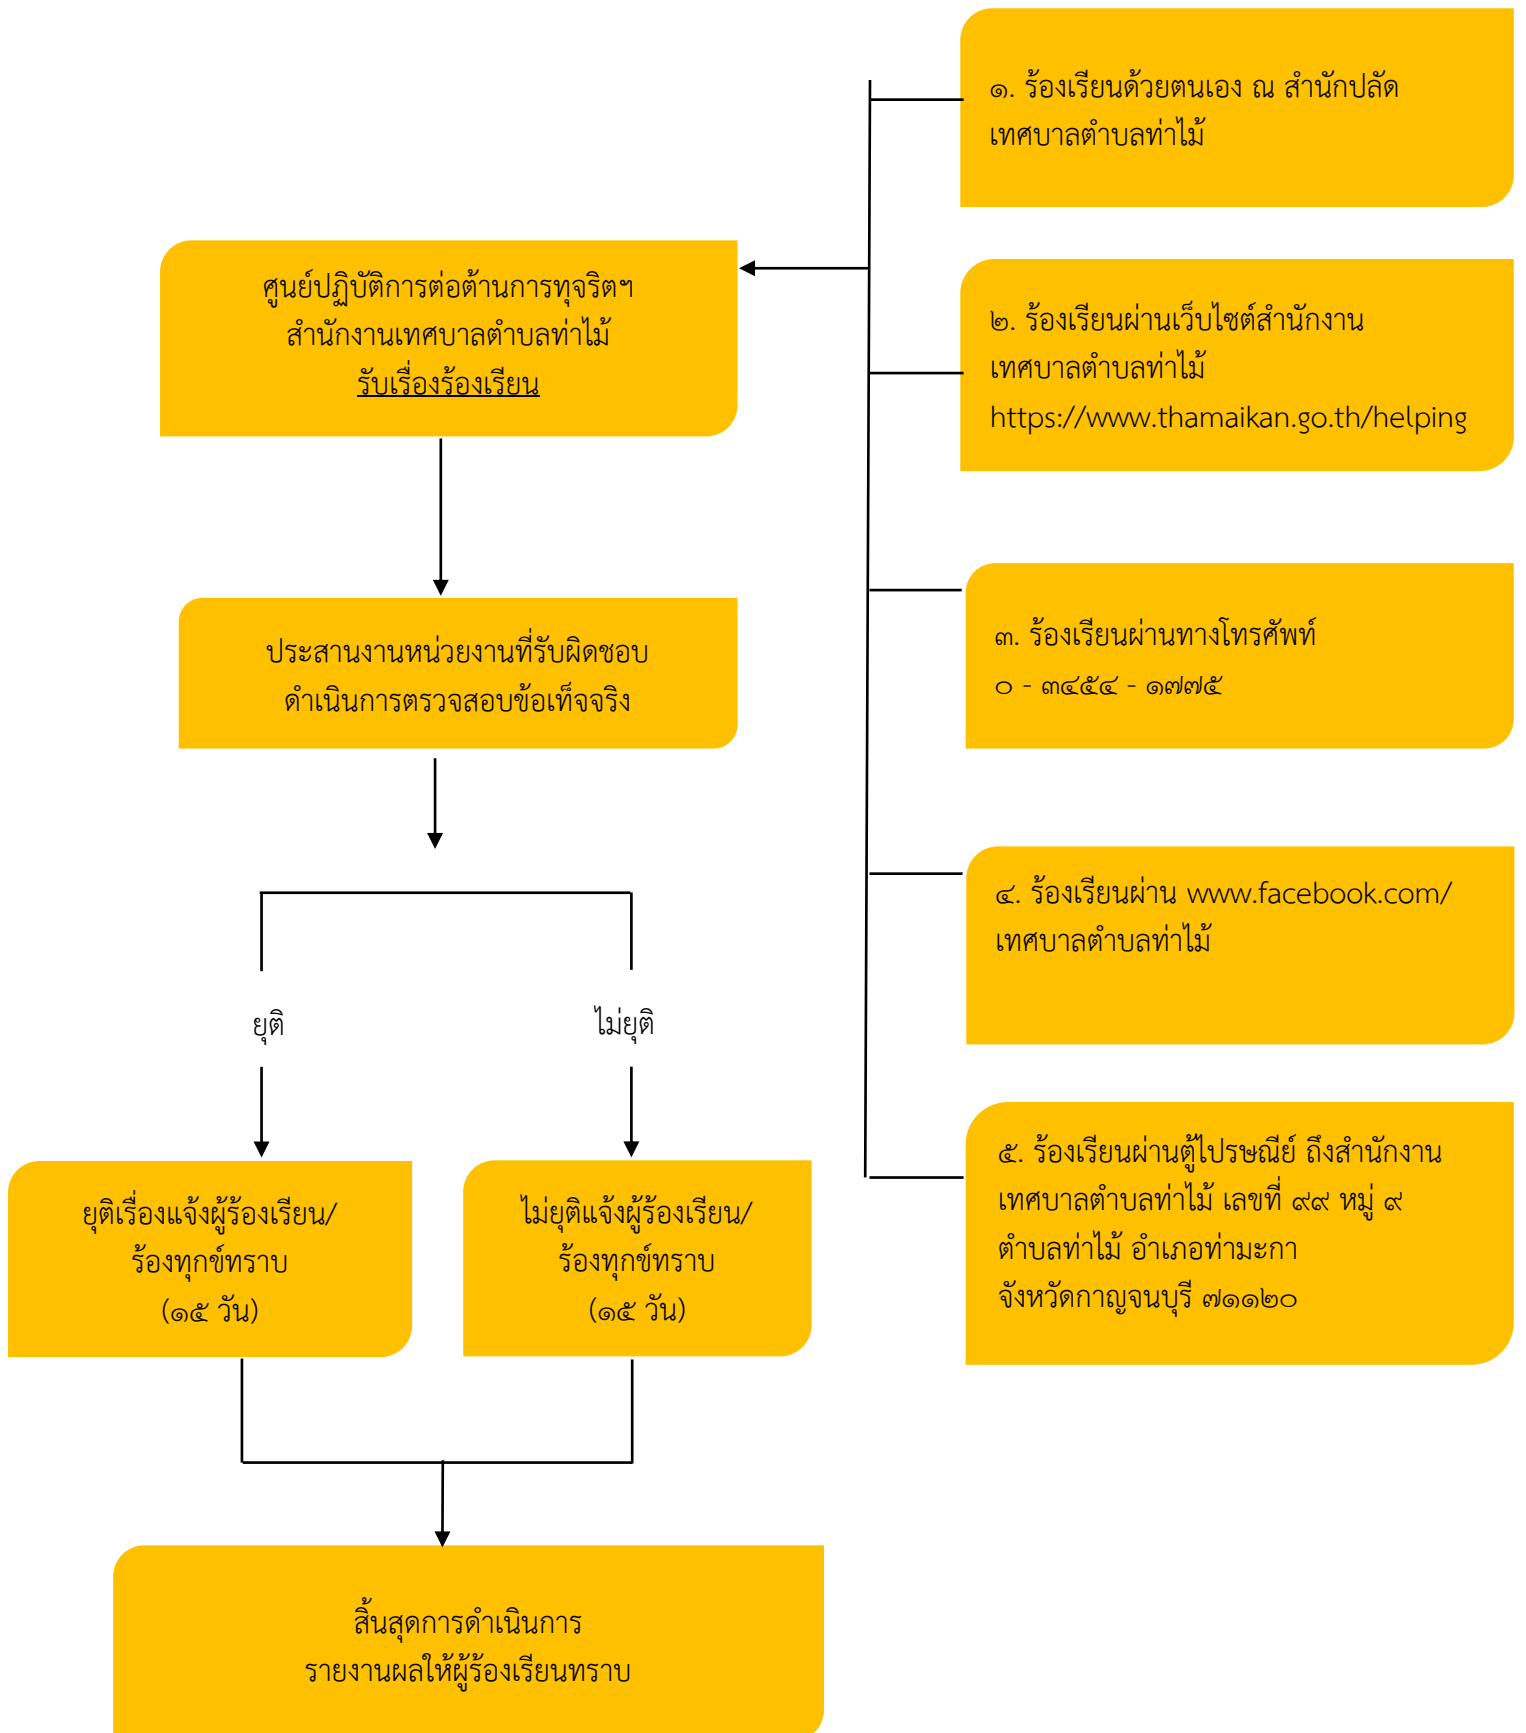 ๑. ร้องเรียนด้วยตนเอง ณ สำนักปลัด
เทศบาลตำบลท่าไม้
ศูนย์ปฏิบัติการต่อต้านการทุจริตฯ
สำนักงานเทศบาลตำบลท่าไม้
รับเรื่องร้องเรียน
๒. ร้องเรียนผ่านเว็บไซต์สำนักงาน
เทศบาลตำบลท่าไม้
https://www.thamaikan.go.th/helping
ประสานงานหน่วยงานที่รับผิดชอบ
ดำเนินการตรวจสอบข้อเท็จจริง
๓. ร้องเรียนผ่านทางโทรศัพท์
๐ - ๓๔๕๔ - ๑๗๗๕
๔. ร้องเรียนผ่าน www.facebook.com/
เทศบาลตำบลท่าไม้
ยุติ
ไม่ยุติ
ยุติเรื่องแจ้งผู้ร้องเรียน/
ร้องทุกข์ทราบ
(๑๕ วัน)
ไม่ยุติแจ้งผู้ร้องเรียน/
ร้องทุกข์ทราบ
(๑๕ วัน)
๕. ร้องเรียนผ่านตู้ไปรษณีย์ ถึงสำนักงาน
เทศบาลตำบลท่าไม้ เลขที่ ๙๙ หมู่ ๙
ตำบลท่าไม้ อำเภอท่ามะกา
จังหวัดกาญจนบุรี ๗๑๑๒๐
สิ้นสุดการดำเนินการ
รายงานผลให้ผู้ร้องเรียนทราบ